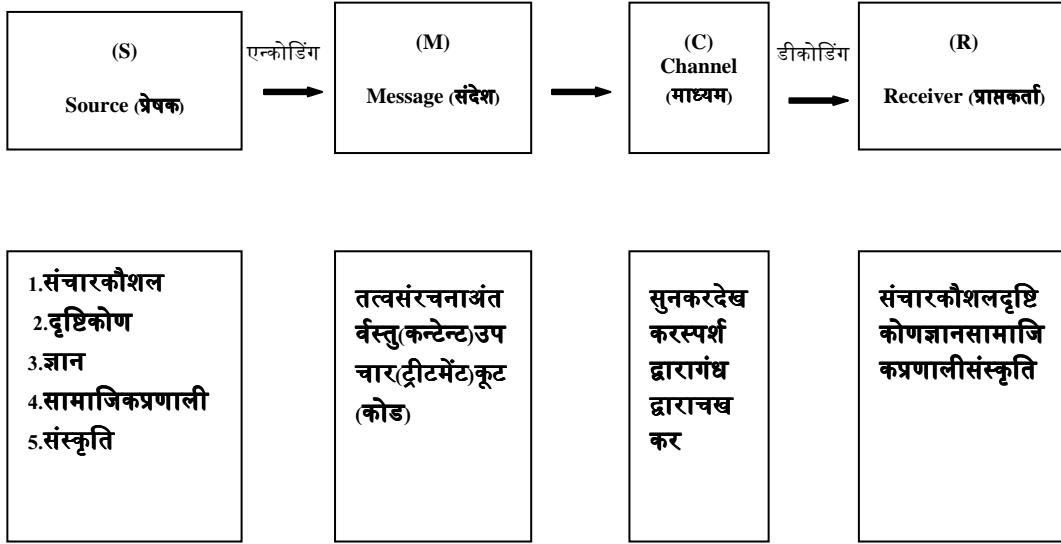 (S)
Source (प्रेषक)
एन्कोडिंग
(M)
Message (संदेश)
(C)
Channel
(माध्यम)
डीकोडिंग
(R)
Receiver (प्राप्तकर्ता)
1.संचारकौशल
2.दृष्टिकोण
3.ज्ञान
4.सामाजिकप्रणाली
5.संस्कृति
तत्वसंरचनाअंत
र्वस्तु(कन्टेन्ट)उप
चार(ट्रीटमेंट)कूट
(कोड)
सुनकरदेख
करस्पर्श
द्वारागंध
द्वाराचख
कर
संचारकौशलदृष्टि
कोणज्ञानसामाजि
कप्रणालीसंस्कृति